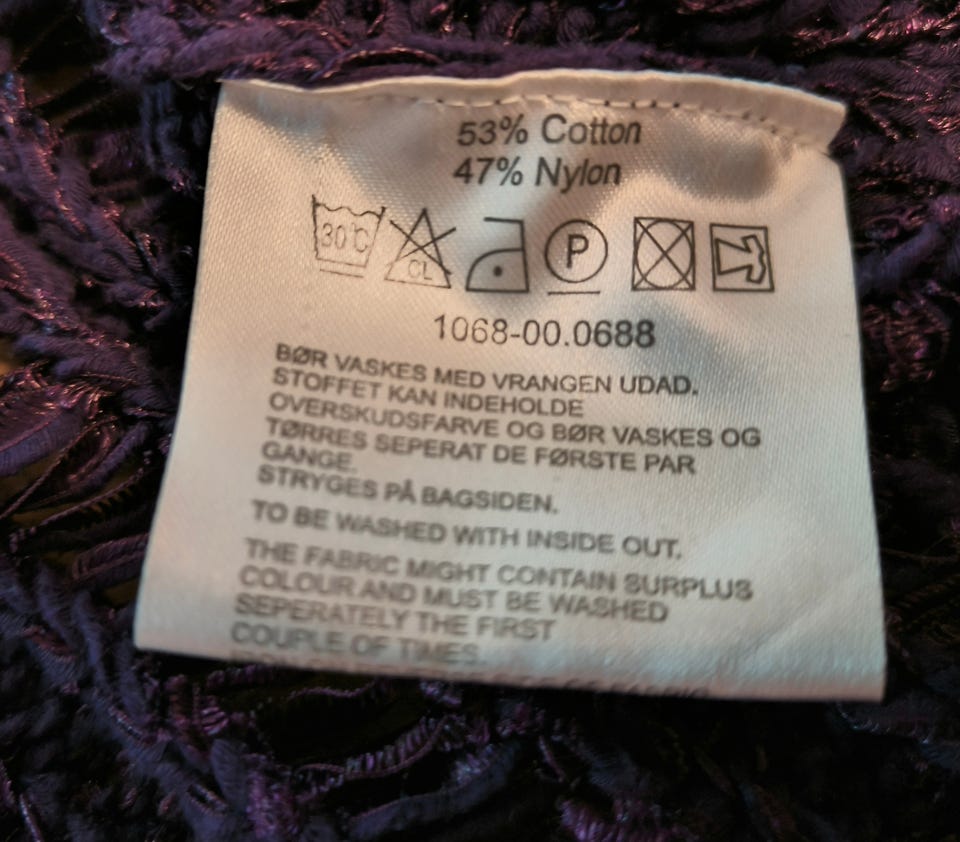 53% Cotton
47% Nylon
30°C CL P
1068-00.0688
BØR VASKES MED VRANGEN UDAD.
STOFFET KAN INDEHOLDE
OVERSKUDSFARVE OG BØR VASKES OG
TØRRES SEPERAT DE FØRSTE PAR
GANGE.
STRYGES PÅ BAGSIDEN.
TO BE WASHED WITH INSIDE OUT.
THE FABRIC MIGHT CONTAIN SURPLUS
COLOUR AND MUST BE WASHED
SEPERATELY THE FIRST
COUPLE OF TIMES.